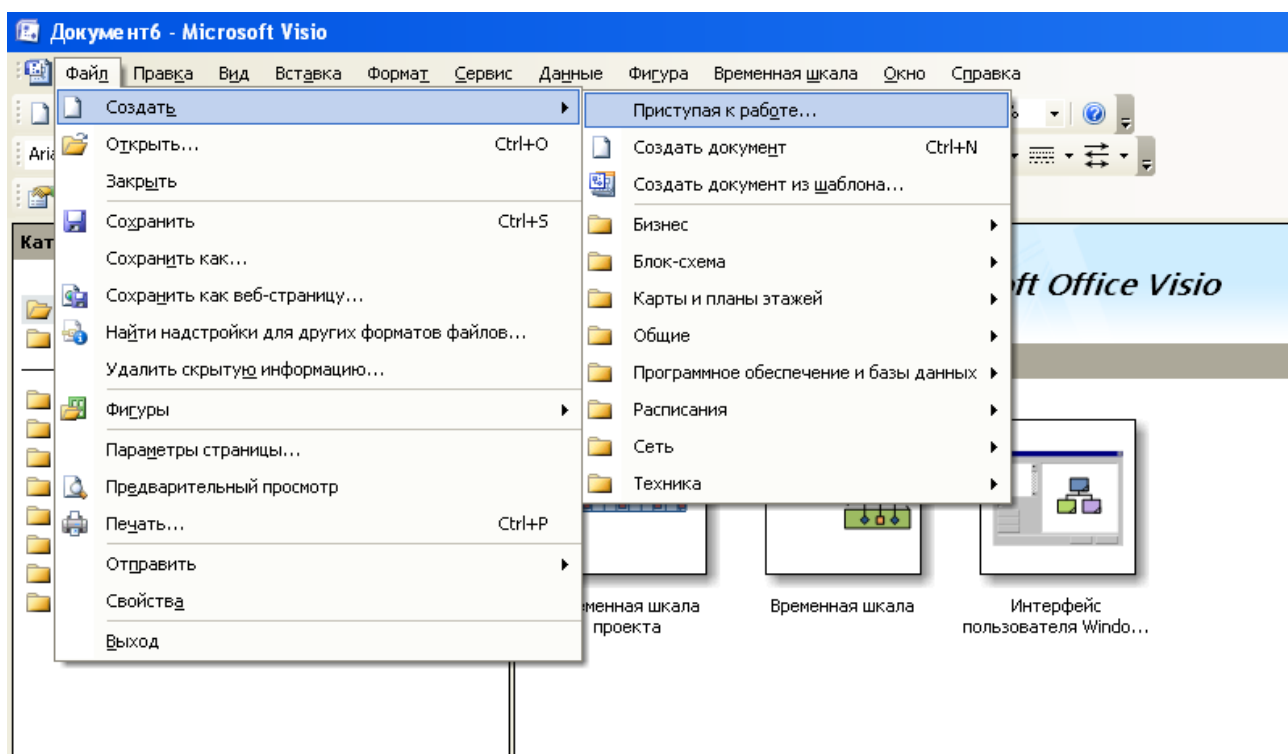 Документ6 - Microsoft Visio
Файл Правка Вид Вставка Формат Сервис Данные Фигура Временная шкала Окно Справка
Создать
Открыть... Ctrl+O
Закрыть
Сохранить Ctrl+S
Сохранить как...
Сохранить как веб-страницу...
Найти надстройки для других форматов файлов...
Удалить скрытую информацию...
Фигуры
Параметры страницы...
Предварительный просмотр
Печать... Ctrl+P
Отправить
Свойства
Выход
Приступая к работе...
Создать документ Ctrl+N
Создать документ из шаблона...
Бизнес
Блок-схема
Карты и планы этажей
Общие
Программное обеспечение и базы данных
Расписания
Сеть
Техника
Office Visio
шкала
проекта
Временная шкала
Интерфейс
пользователя Windo...